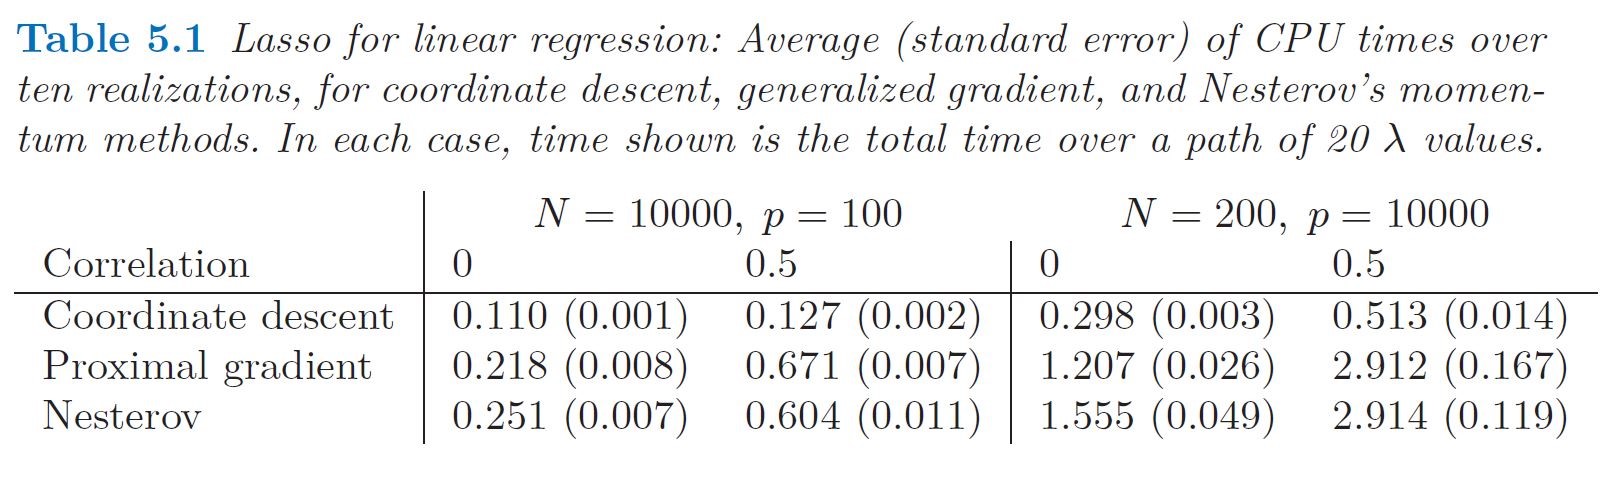 Table 5.1 Lasso for linear regression: Average (standard error) of CPU times over
ten realizations, for coordinate descent, generalized gradient, and Nesterov's momen-
tum methods. In each case, time shown is the total time over a path of 20 λ values.
N = 10000, p = 100 N = 200, p = 10000
Correlation 0 0.5 0 0.5
Coordinate descent 0.110 (0.001) 0.127 (0.002) 0.298 (0.003) 0.513 (0.014)
Proximal gradient 0.218 (0.008) 0.671 (0.007) 1.207 (0.026) 2.912 (0.167)
Nesterov 0.251 (0.007) 0.604 (0.011) 1.555 (0.049) 2.914 (0.119)